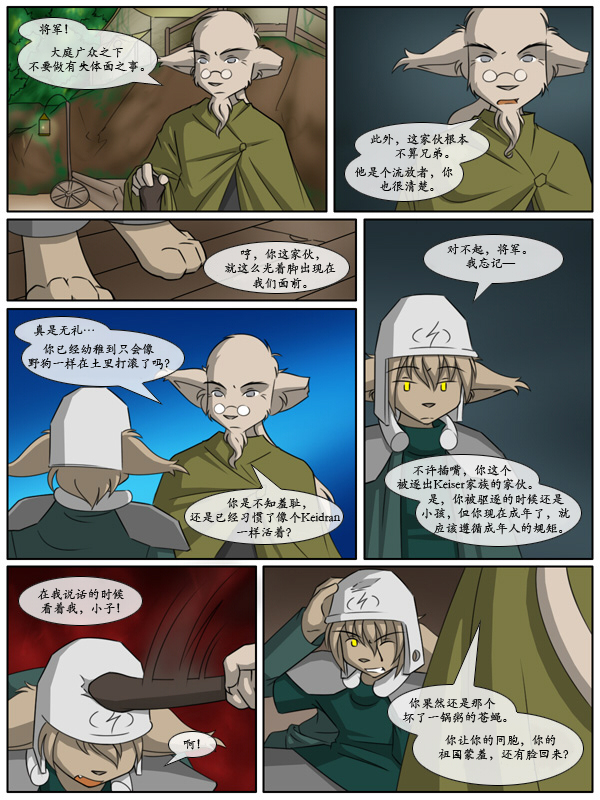 将军！
大庭广众之下
不要做有失体面之事。
此外，这家伙根本
不算兄弟。
他是个流放者，你
也很清楚。
哼，你这家伙，
就这么光着脚出现在
我们面前。
对不起，将军。
我忘记—
不许插嘴，你这个
被逐出Keiser家族的家伙。
是，你被驱逐的时候还是
小孩，但你现在成年了，就
应该遵循成年人的规矩。
真是无礼…
你已经幼稚到只会像
野狗一样在土里打滚了吗？
你是不知羞耻，
还是已经习惯了像个Keidran
一样活着？
在我说话的时候
看着我，小子！
啊！
你果然还是那个
坏了一锅粥的苍蝇。
你让你的同胞，你的
祖国蒙羞，还有脸回来？